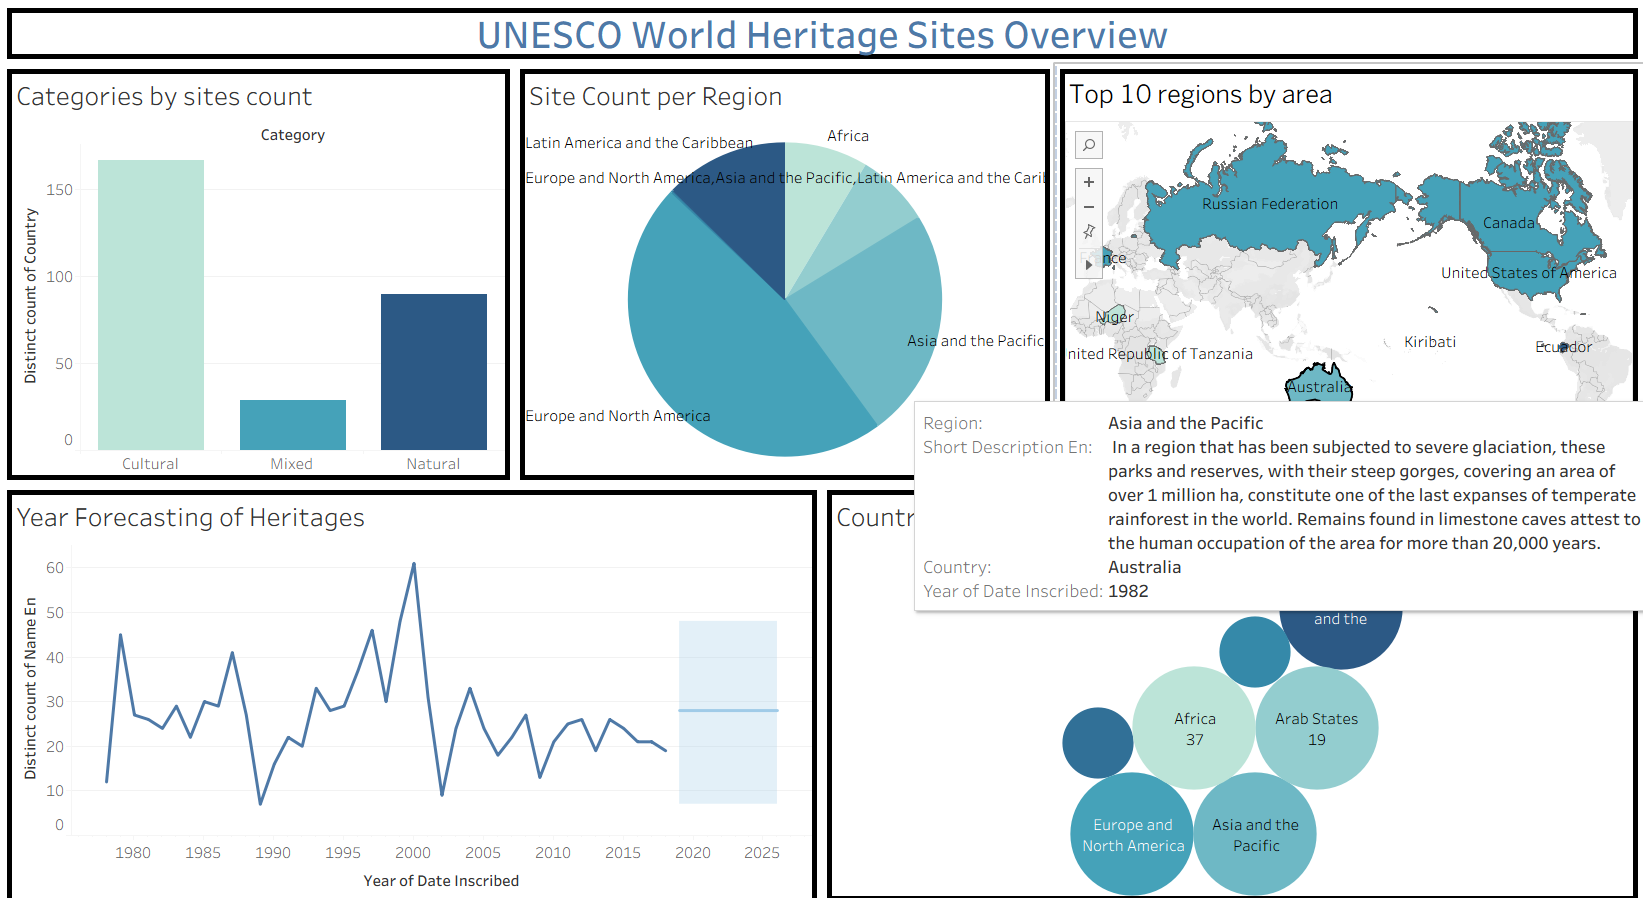 UNESCO World Heritage Sites Overview
Categories by sites count
Category
Distinct count of Country
150
100
50
0
Cultural
Mixed
Natural
Site Count per Region
Latin America and the Caribbean
Africa
Europe and North America,Asia and the Pacific,Latin America and the Carib
Asia and the Pacific
Europe and North America
Top 10 regions by area
Russian Federation
Canada
United States of America
Niger
Kiribati
Ecuador
nited Republic of Tanzania
Australia
Region: Asia and the Pacific
Short Description En: In a region that has been subjected to severe glaciation, these
parks and reserves, with their steep gorges, covering an area of
over 1 million ha, constitute one of the last expanses of temperate
rainforest in the world. Remains found in limestone caves attest to
the human occupation of the area for more than 20,000 years.
Country: Australia
Year of Date Inscribed: 1982
Year Forecasting of Heritages
Distinct count of Name En
60
50
40
30
20
10
0
1980
1985
1990
1995
2000
2005
2010
2015
2020
2025
Year of Date Inscribed
Countr
and the
Africa
37
Arab States
19
Europe and
North America
Asia and the
Pacific